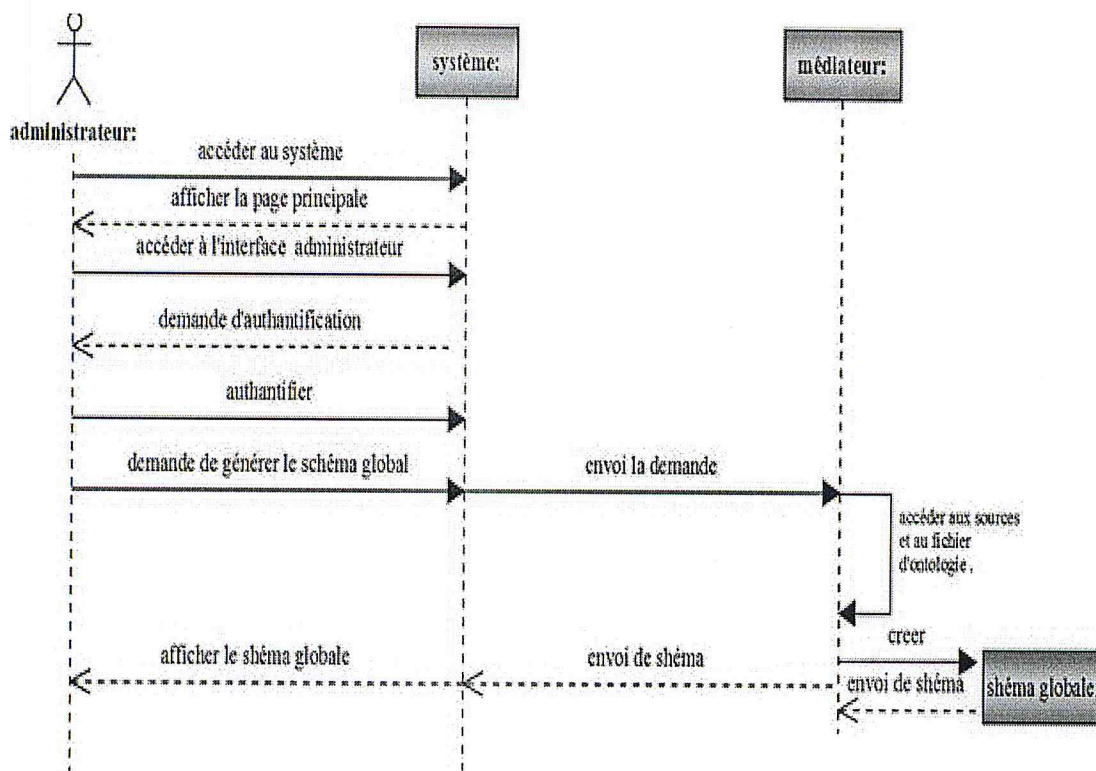 système:
médiateur:
administrateur:
accéder au système
afficher la page principale
accéder à l'interface administrateur
demande d'authantification
authantifier
demande de générer le schéma global
envoi la demande
accéder aux sources
et au fichier
d'ontologie .
creer
afficher le shéma globale
envoi de shéma
envoi de shéma
shéma globale: